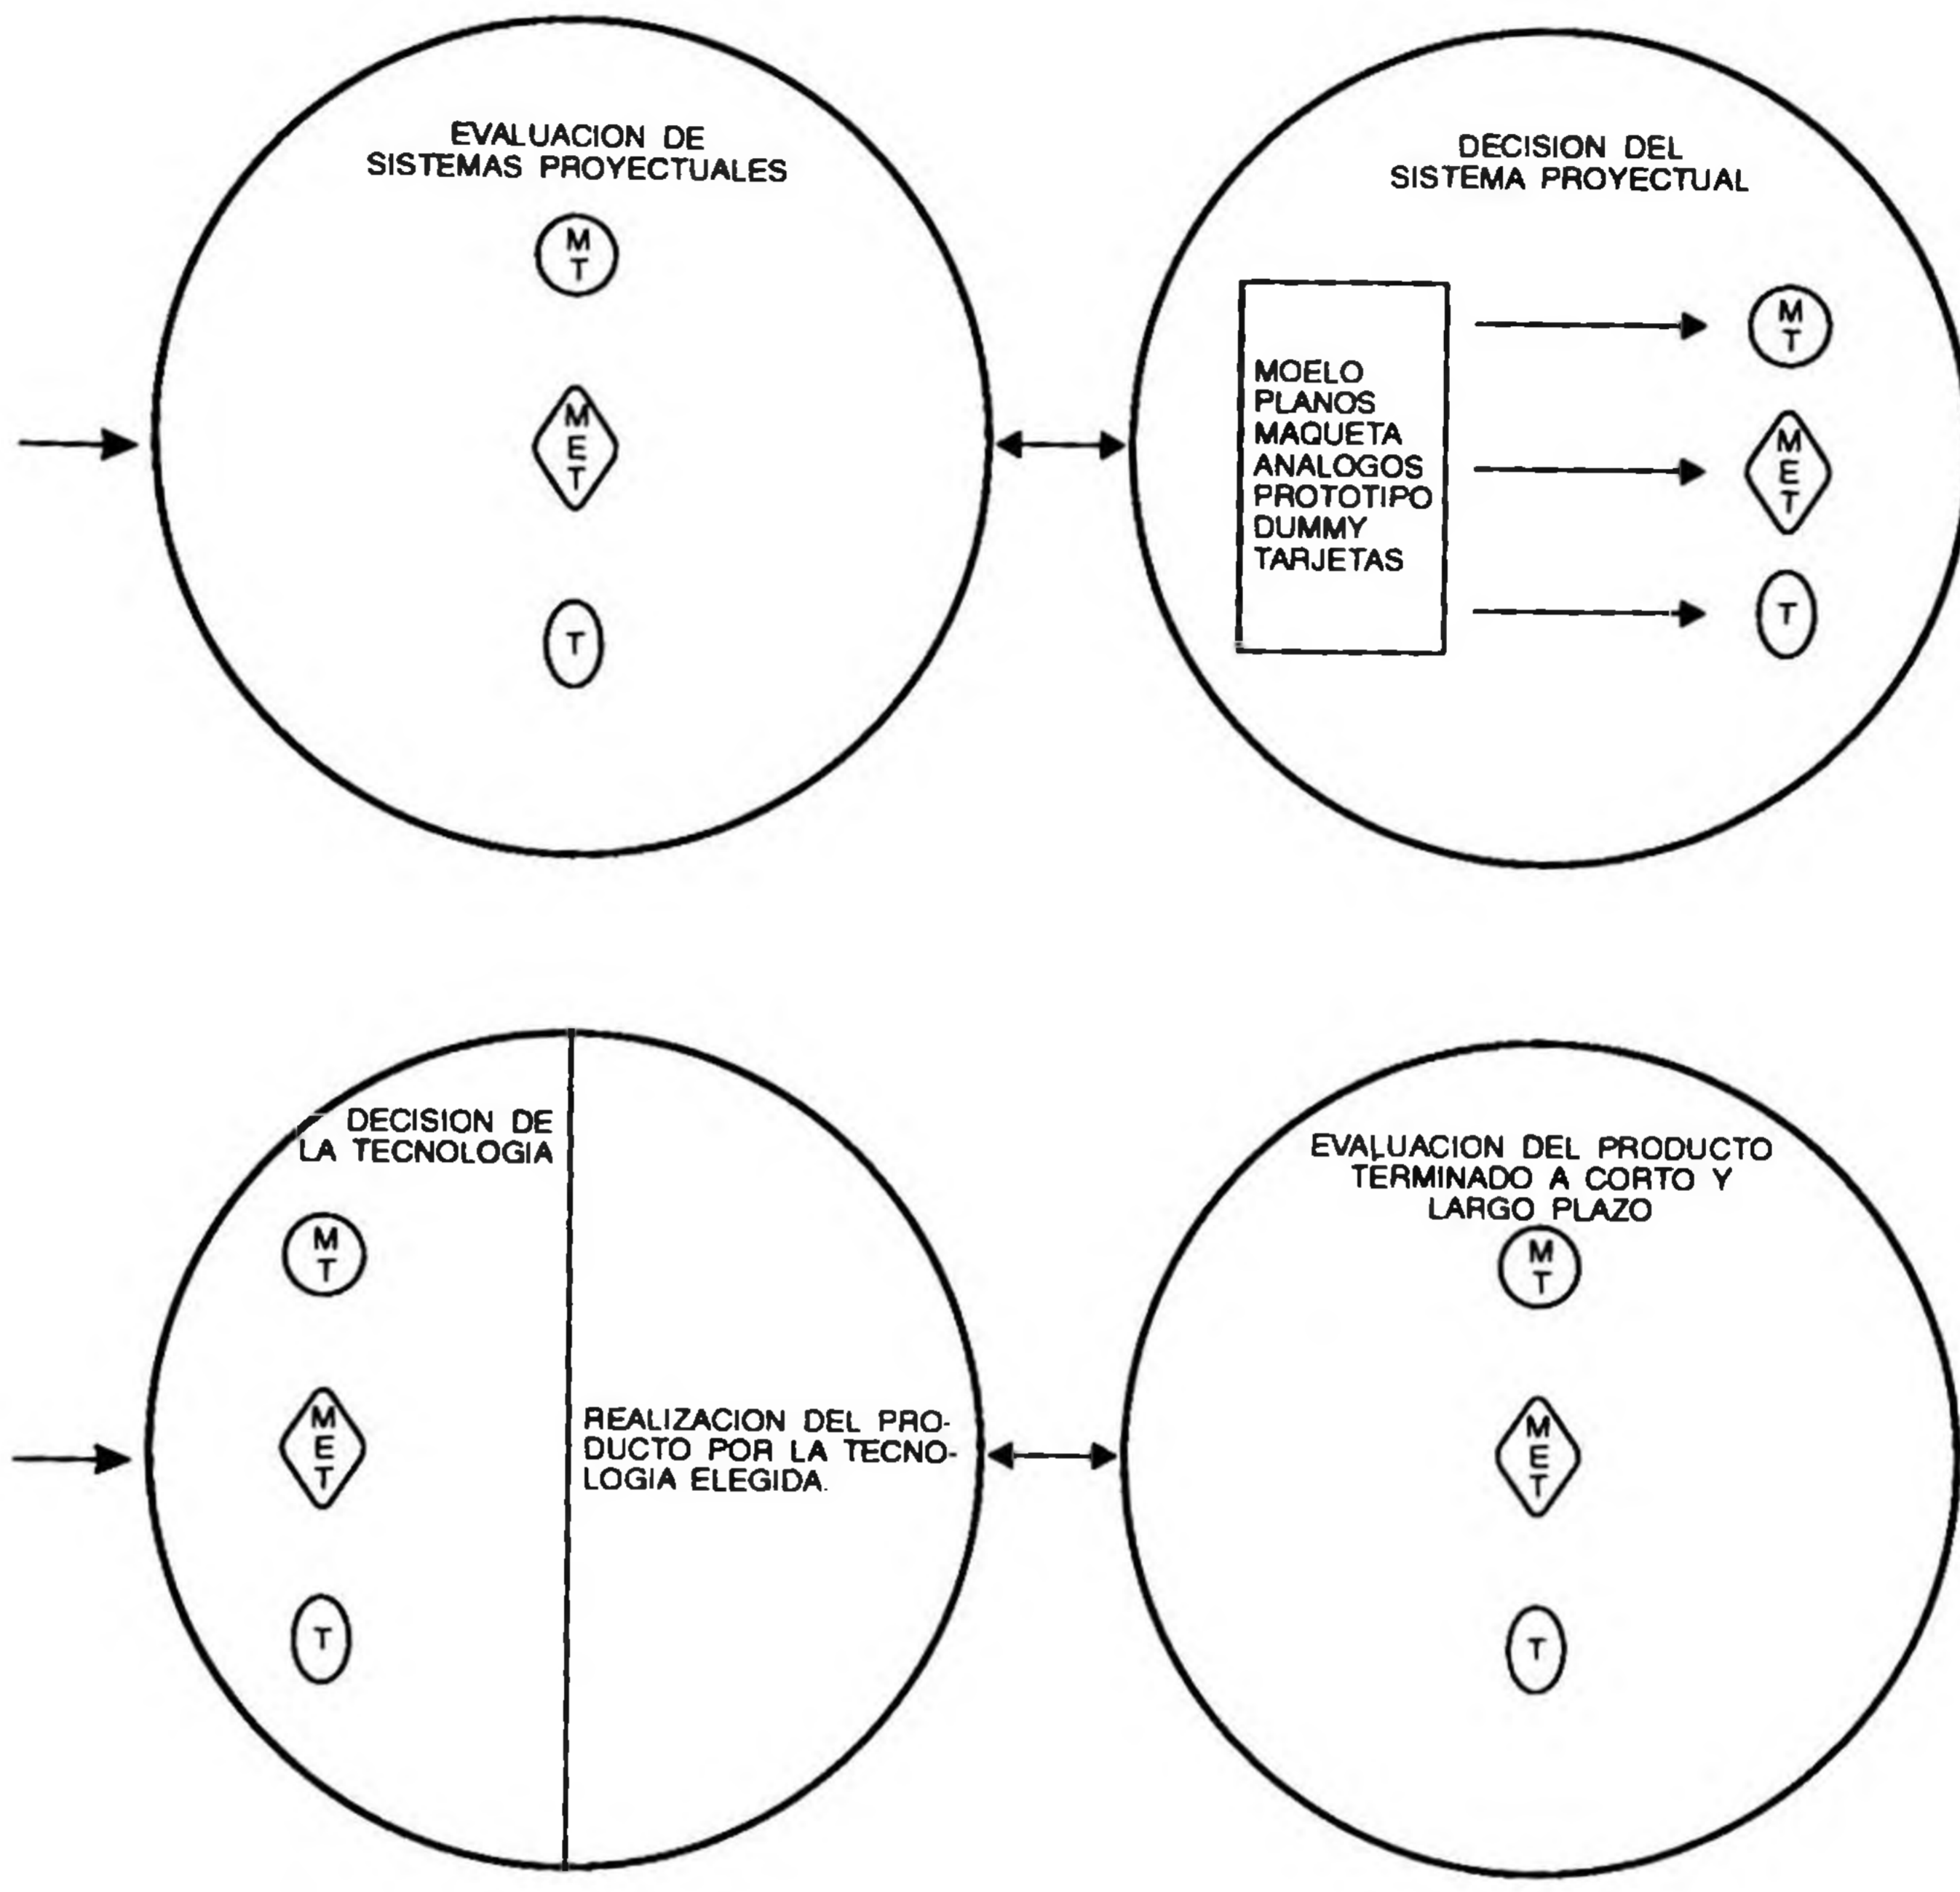 EVALUACION DE
SISTEMAS PROYECTUALES
M
T
M
E
T
T
DECISION DEL
SISTEMA PROYECTUAL
MOELO
PLANOS
MAQUETA
ANALOGOS
PROTOTIPO
DUMMY
TARJETAS
M
T
M
E
T
T
DECISION DE
LA TECNOLOGIA
M
T
M
E
T
T
REALIZACION DEL PRO-
DUCTO POR LA TECNO-
LOGIA ELEGIDA.
EVALUACION DEL PRODUCTO
TERMINADO A CORTO Y
LARGO PLAZO
M
T
M
E
T
T